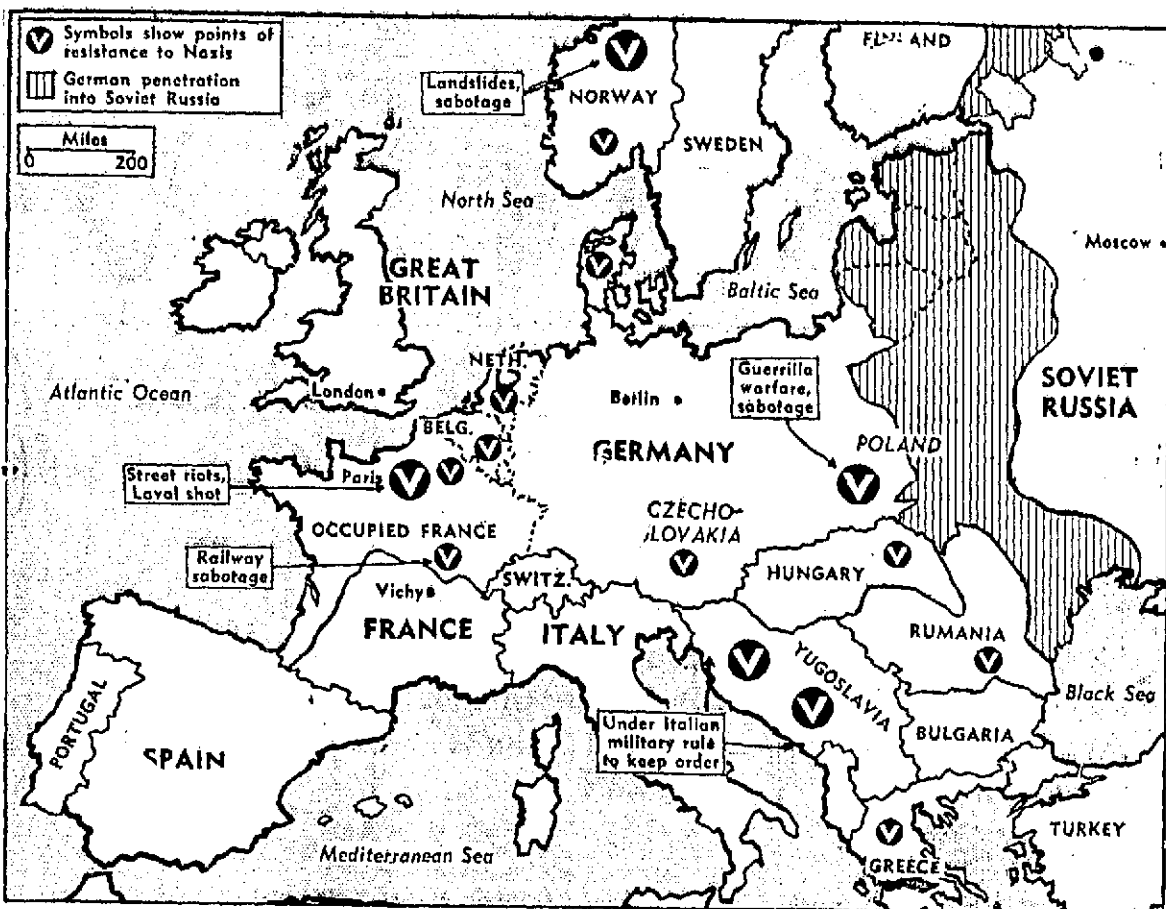 Symbols show points of
resistance to Nasis
German penetration
into Soviet Russia
Miles
0 200
Landslides,
sabotage
NORWAY
SWEDEN
North Sea
Moscow
GREAT
BRITAIN
Baltic Sea
NETH.
Atlantic Ocean
London
Berlin
Guerrilla
warfare,
sabotage
SOVIET
RUSSIA
BELG.
GERMANY
POLAND
Street riots,
Laval shot
Paris
CZECHO-
OCCUPIED FRANCE
Railway
sabotage
SWITZ.
HUNGARY
Vichy
FRANCE
ITALY
RUMANIA
YUGOSLAVIA
Black Sea
PORTUGAL
SPAIN
Under Italian
military rule
to keep order
BULGARIA
TURKEY
Mediterranean Sea
GREECE